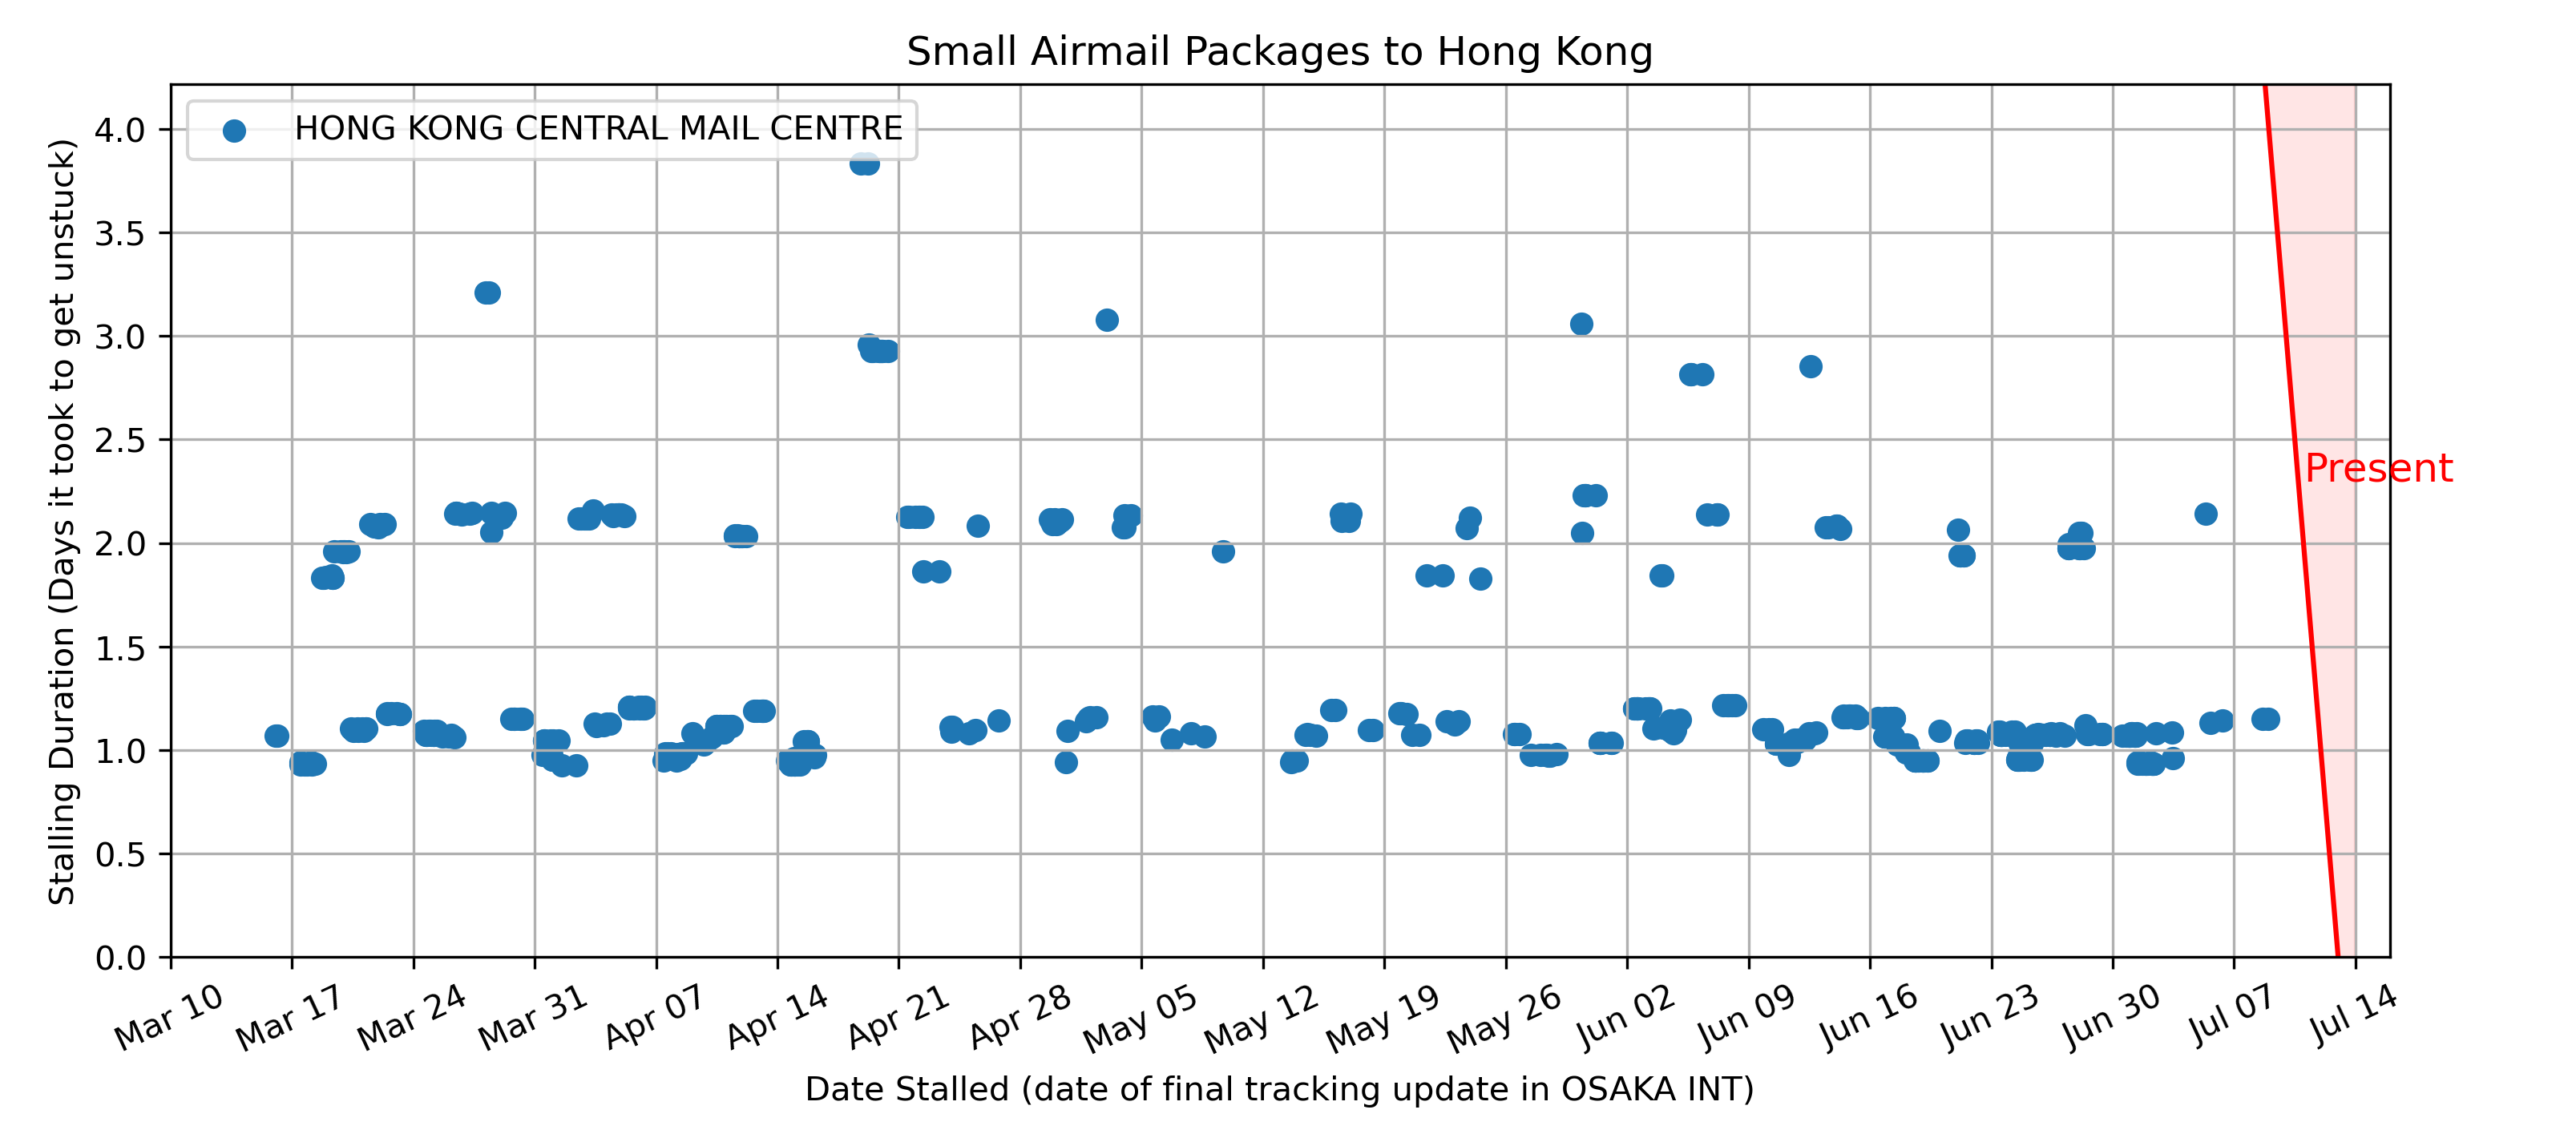 Small Airmail Packages to Hong Kong
HONG KONG CENTRAL MAIL CENTRE
Stalling Duration (Days it took to get unstuck)
4.0
3.5
3.0
2.5
2.0
1.5
1.0
0.5
0.0
Present
Mar 10
Mar 17
Mar 24
Mar 31
Apr 07
Apr 14
Apr 21
Apr 28
May 05
May 12
May 19
May 26
Jun 02
Jun 09
Jun 16
Jun 23
Jun 30
Jul 07
Jul 14
Date Stalled (date of final tracking update in OSAKA INT)